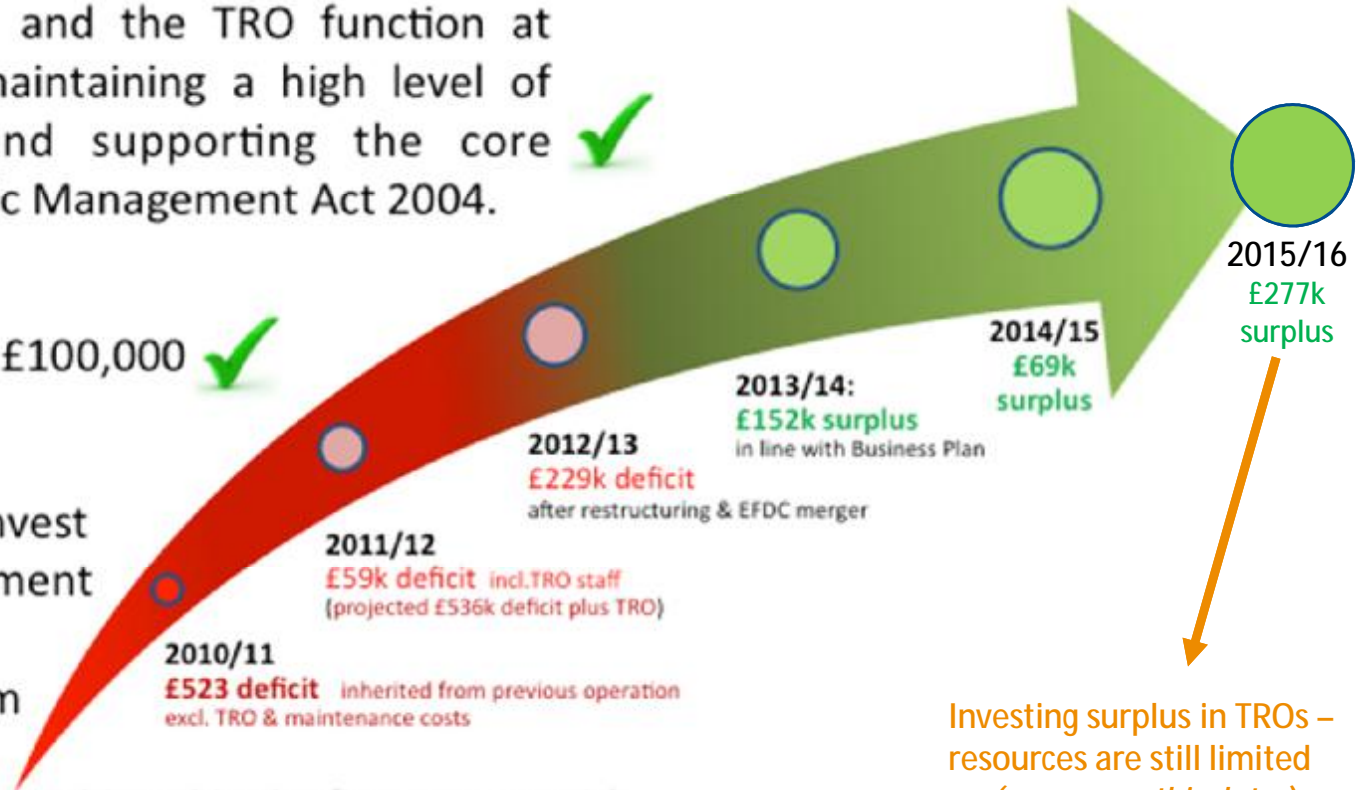 and the TRO function at
naintaining a high level of
nd supporting the core
c Management Act 2004.
£100,000
nvest
ment
m
2010/11
£523 deficit inherited from previous operation
excl. TRO & maintenance costs
2011/12
£59k deficit incl.TRO staff
(projected £536k deficit plus TRO)
2012/13
£229k deficit
after restructuring & EFDC merger
2013/14:
£152k surplus
in line with Business Plan
2014/15
£69k
surplus
2015/16
£277k
surplus
Investing surplus in TROs –
resources are still limited